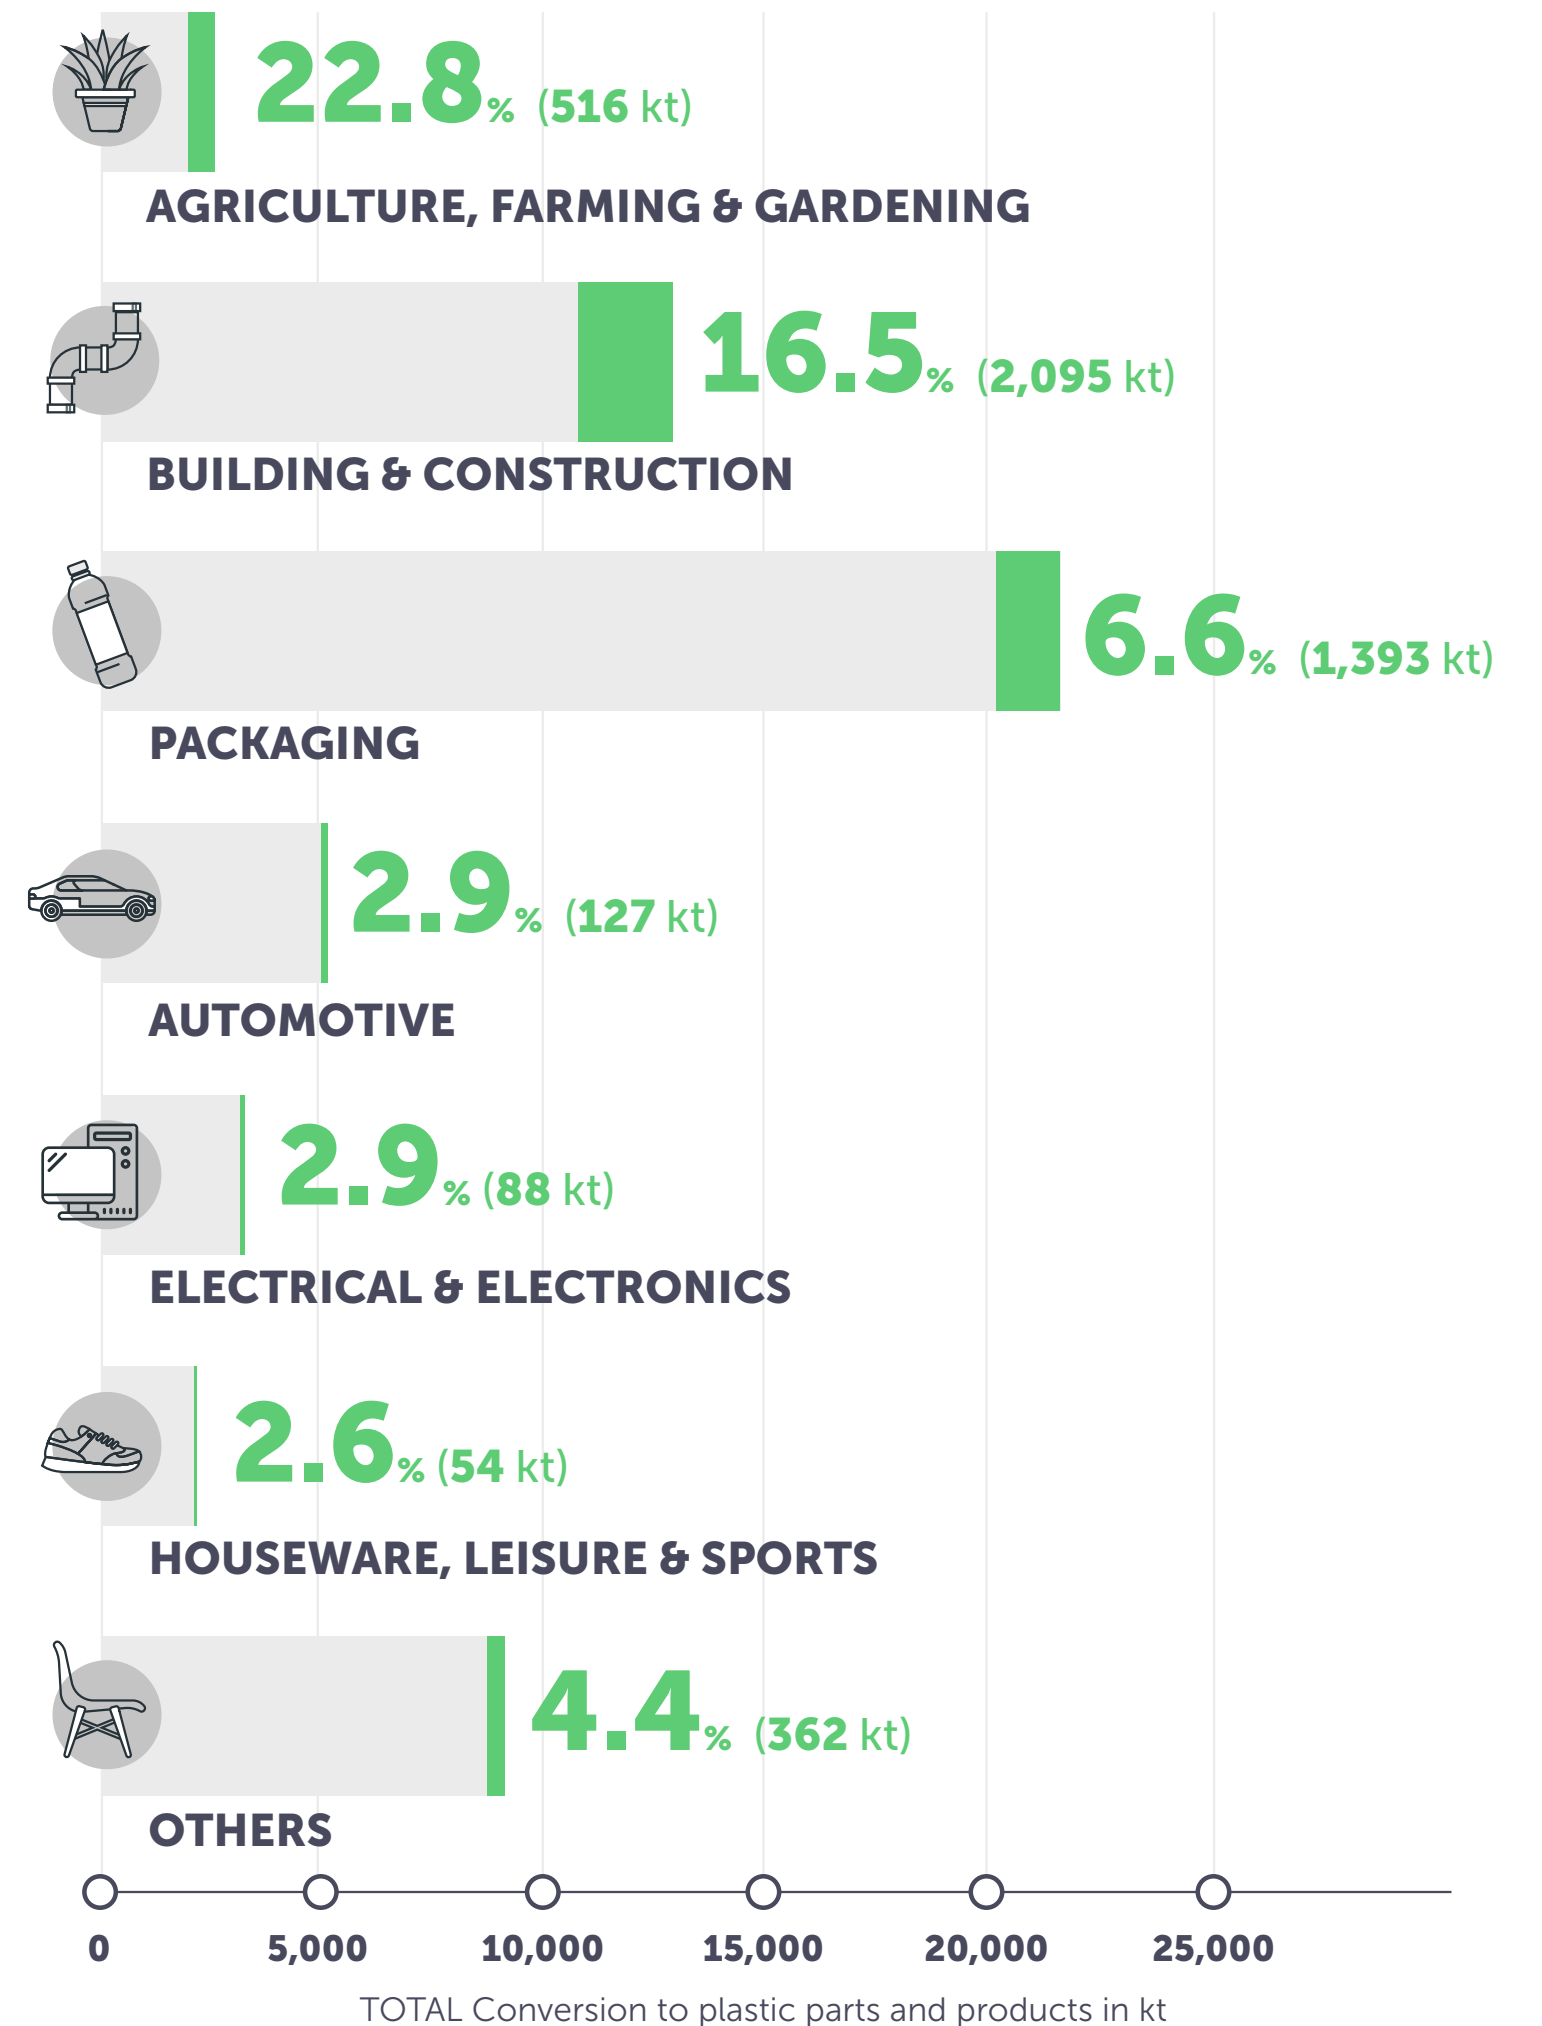 22.8% (516 kt)
AGRICULTURE, FARMING & GARDENING
16.5% (2,095 kt)
BUILDING & CONSTRUCTION
6.6% (1,393 kt)
PACKAGING
2.9% (127 kt)
AUTOMOTIVE
2.9% (88 kt)
ELECTRICAL & ELECTRONICS
2.6% (54 kt)
HOUSEWARE, LEISURE & SPORTS
4.4% (362 kt)
OTHERS
0 5,000 10,000 15,000 20,000 25,000
TOTAL Conversion to plastic parts and products in kt